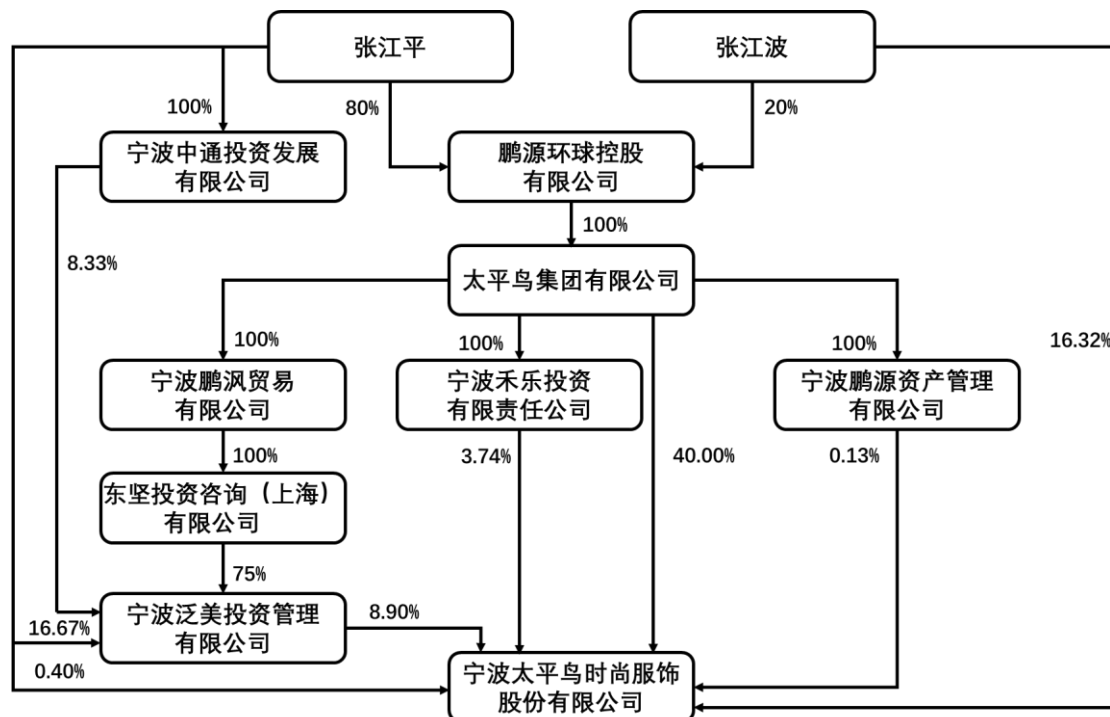 张江平
张江波
100%
80%
20%
宁波中通投资发展
有限公司
鹏源环球控股
有限公司
100%
8.33%
太平鸟集团有限公司
100%
100%
100%
16.32%
宁波鹏沨贸易
有限公司
宁波禾乐投资
有限责任公司
宁波鹏源资产管理
有限公司
100%
3.74%
40.00%
0.13%
东坚投资咨询（上海）
有限公司
75%
宁波泛美投资管理
有限公司
8.90%
16.67%
0.40%
宁波太平鸟时尚服饰
股份有限公司